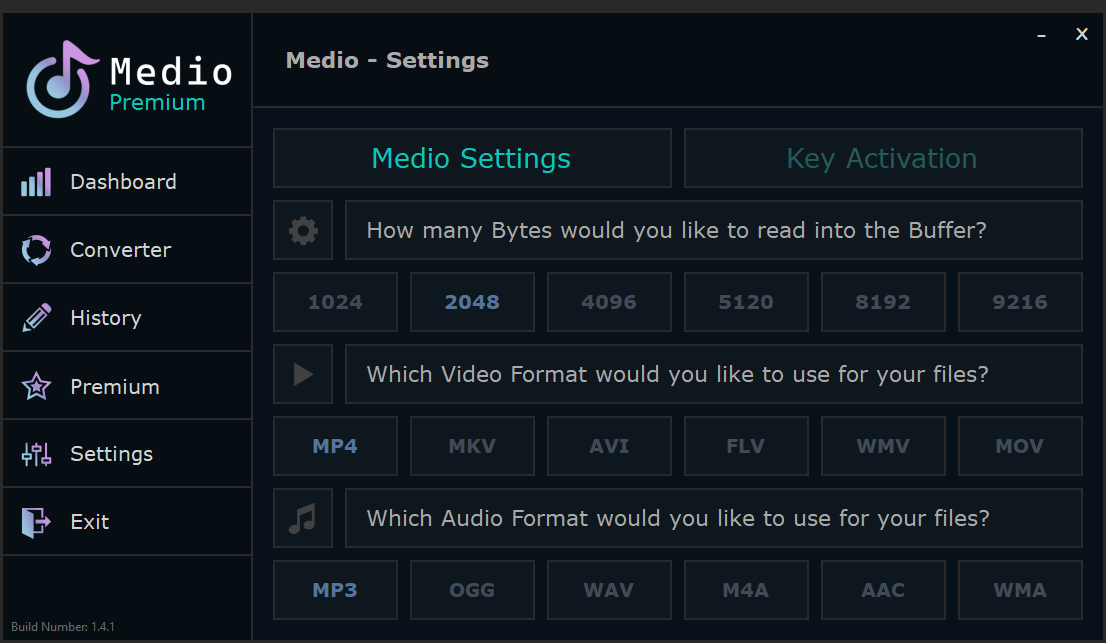 Medio
Premium
Dashboard
Converter
History
Premium
Settings
Exit
Build Number: 1.4.1
Medio - Settings
– X
Medio Settings
Key Activation
How many Bytes would you like to read into the Buffer?
1024 2048 4096 5120 8192 9216
Which Video Format would you like to use for your files?
MP4 MKV AVI FLV WMV MOV
Which Audio Format would you like to use for your files?
MP3 OGG WAV M4A AAC WMA